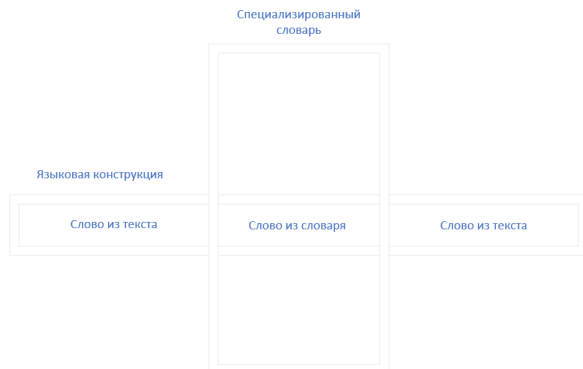 Специализированный
словарь
Языковая конструкция
Слово из текста
Слово из словаря
Слово из текста